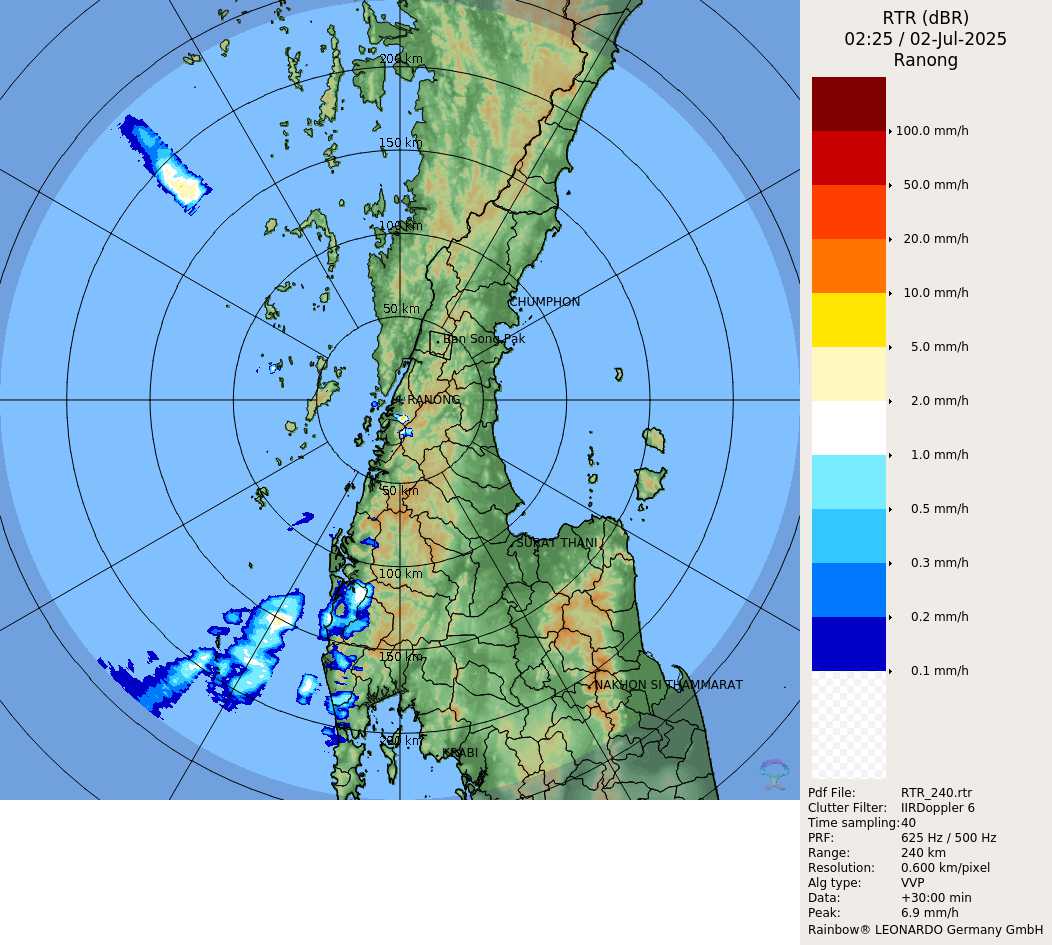 RTR (dBR)
02:25 / 02-Jul-2025
Ranong
200 km
150 km
100 km
50 km
CHUMPHON
Ban Song Pak
RANONG
50 km
SURAT THANI
100 km
150 km
NAKHON SI THAMMARAT
200 km
KRABI
100.0 mm/h
50.0 mm/h
20.0 mm/h
10.0 mm/h
5.0 mm/h
2.0 mm/h
1.0 mm/h
0.5 mm/h
0.3 mm/h
0.2 mm/h
0.1 mm/h
Pdf File: RTR_240.rtr
Clutter Filter: IIRDoppler 6
Time sampling:40
PRF: 625 Hz / 500 Hz
Range: 240 km
Resolution: 0.600 km/pixel
Alg type: VVP
Data: +30:00 min
Peak: 6.9 mm/h
Rainbow® LEONARDO Germany GmbH